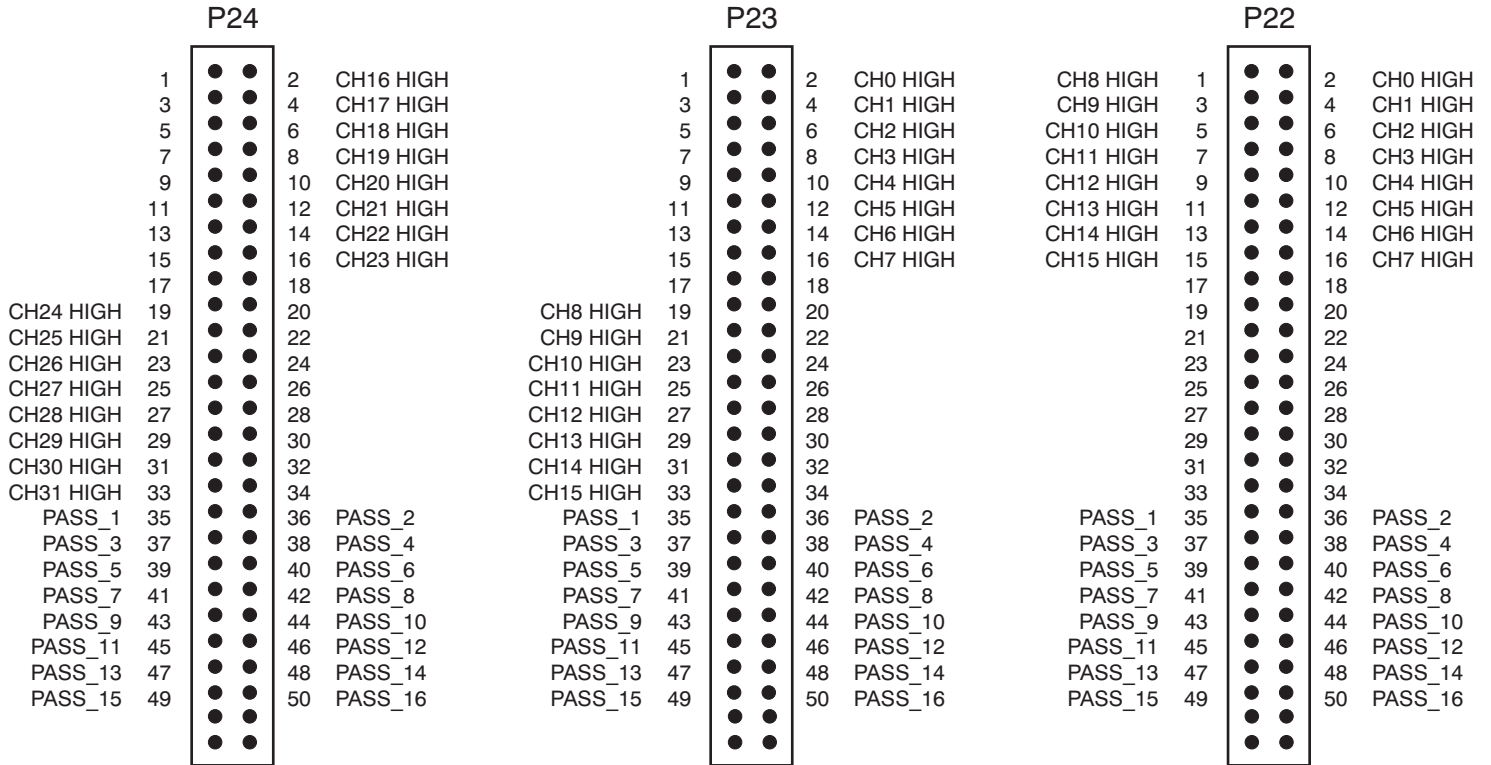 P24 P23 P22
1 2 CH16 HIGH 1 2 CH0 HIGH CH8 HIGH 1 2 CH0 HIGH
3 4 CH17 HIGH 3 4 CH1 HIGH CH9 HIGH 3 4 CH1 HIGH
5 6 CH18 HIGH 5 6 CH2 HIGH CH10 HIGH 5 6 CH2 HIGH
7 8 CH19 HIGH 7 8 CH3 HIGH CH11 HIGH 7 8 CH3 HIGH
9 10 CH20 HIGH 9 10 CH4 HIGH CH12 HIGH 9 10 CH4 HIGH
11 12 CH21 HIGH 11 12 CH5 HIGH CH13 HIGH 11 12 CH5 HIGH
13 14 CH22 HIGH 13 14 CH6 HIGH CH14 HIGH 13 14 CH6 HIGH
15 16 CH23 HIGH 15 16 CH7 HIGH CH15 HIGH 15 16 CH7 HIGH
17 18 17 18 17 18
CH24 HIGH 19 20 CH8 HIGH 19 20 19 20
CH25 HIGH 21 22 CH9 HIGH 21 22 21 22
CH26 HIGH 23 24 CH10 HIGH 23 24 23 24
CH27 HIGH 25 26 CH11 HIGH 25 26 25 26
CH28 HIGH 27 28 CH12 HIGH 27 28 27 28
CH29 HIGH 29 30 CH13 HIGH 29 30 29 30
CH30 HIGH 31 32 CH14 HIGH 31 32 31 32
CH31 HIGH 33 34 CH15 HIGH 33 34 33 34
PASS_1 35 36 PASS_2 PASS_1 35 36 PASS_2 PASS_1 35 36 PASS_2
PASS_3 37 38 PASS_4 PASS_3 37 38 PASS_4 PASS_3 37 38 PASS_4
PASS_5 39 40 PASS_6 PASS_5 39 40 PASS_6 PASS_5 39 40 PASS_6
PASS_7 41 42 PASS_8 PASS_7 41 42 PASS_8 PASS_7 41 42 PASS_8
PASS_9 43 44 PASS_10 PASS_9 43 44 PASS_10 PASS_9 43 44 PASS_10
PASS_11 45 46 PASS_12 PASS_11 45 46 PASS_12 PASS_11 45 46 PASS_12
PASS_13 47 48 PASS_14 PASS_13 47 48 PASS_14 PASS_13 47 48 PASS_14
PASS_15 49 50 PASS_16 PASS_15 49 50 PASS_16 PASS_15 49 50 PASS_16